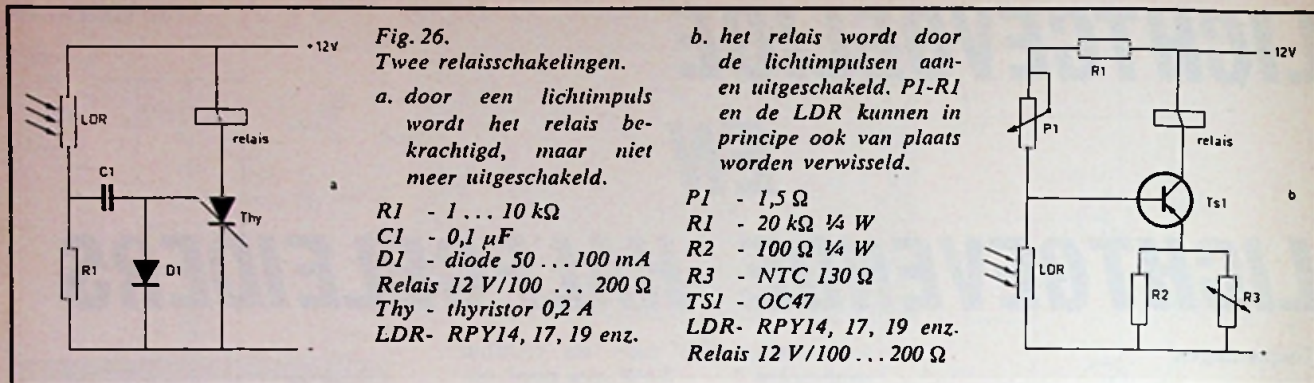 +12V
LDR
C1
R1
D1
relais
Thy
a
Fig. 26.
Twee relaisschakelingen.
a. door een lichtimpuls
wordt het relais be-
krachtigd, maar niet
meer uitgeschakeld.
R1 - 1 ... 10 kΩ
C1 - 0,1 μF
D1 - diode 50 ... 100 mA
Relais 12 V/100 ... 200 Ω
Thy - thyristor 0,2 A
LDR- RPY14, 17, 19 enz.
b. het relais wordt door
de lichtimpulsen aan-
en uitgeschakeld. P1-R1
en de LDR kunnen in
principe ook van plaats
worden verwisseld.
P1 - 1,5 Ω
R1 - 20 kΩ ¼ W
R2 - 100 Ω ¼ W
R3 - NTC 130 Ω
TS1 - OC47
LDR- RPY14, 17, 19 enz.
Relais 12 V/100 ... 200 Ω
- 12V
R1
P1
relais
Ts1
b
LDR
R2
R3